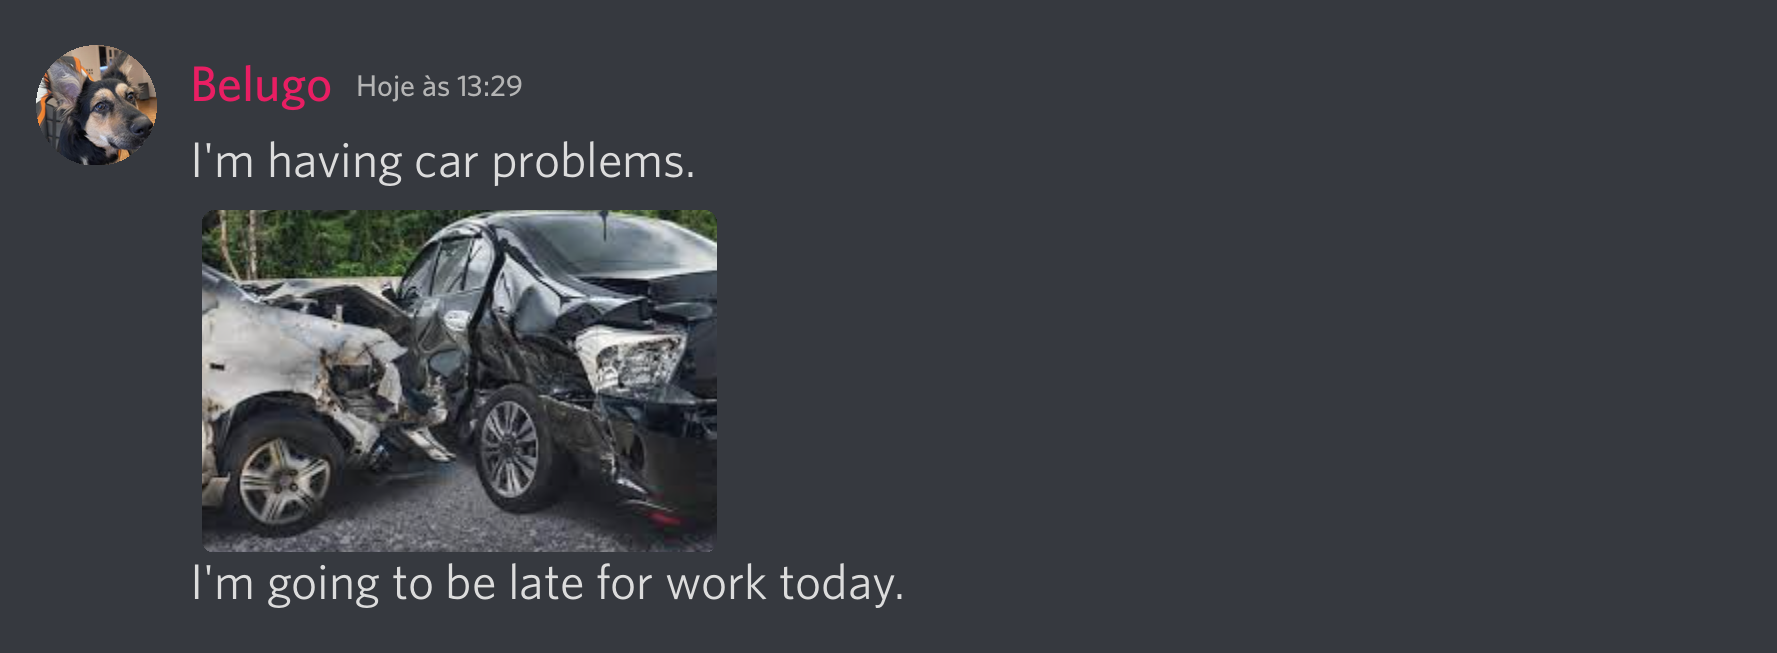 Belugo Hoje às 13:29
I'm having car problems.
I'm going to be late for work today.